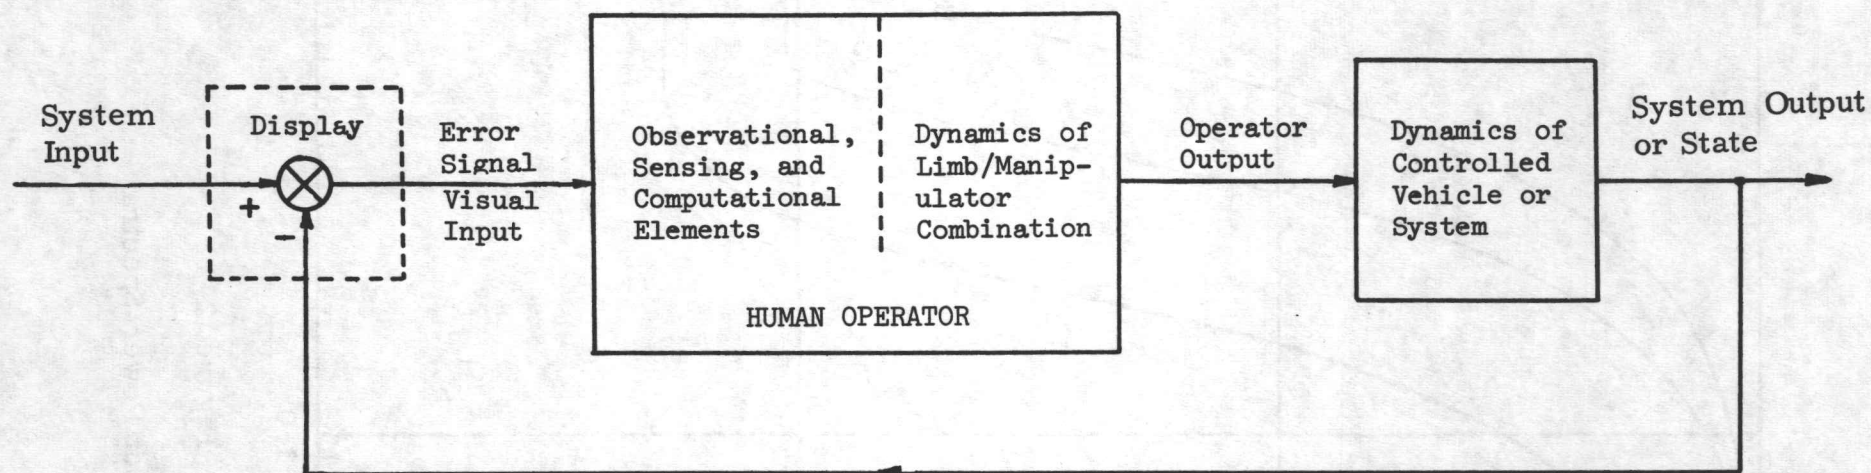 System
Input
Display
+
-
Error
Signal
Visual
Input
Observational,
Sensing, and
Computational
Elements
Dynamics of
Limb/Manip-
ulator
Combination
HUMAN OPERATOR
Operator
Output
Dynamics of
Controlled
Vehicle or
System
System Output
or State